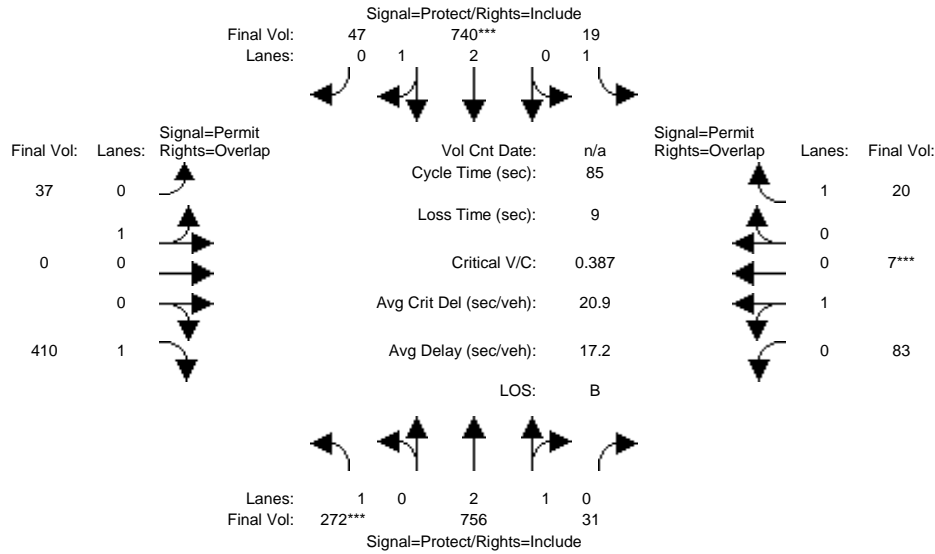 Signal=Protect/Rights=Include
Final Vol: 47 740*** 19
Lanes: 0 1 2 0 1
Signal=Permit
Final Vol: Lanes: Rights=Overlap
Vol Cnt Date: n/a
Signal=Permit
Rights=Overlap Lanes: Final Vol:
Cycle Time (sec): 85
37 0
1 20
Loss Time (sec): 9
1
0
0 0
Critical V/C: 0.387
0 7***
0
Avg Crit Del (sec/veh): 20.9
1
410 1
Avg Delay (sec/veh): 17.2
0 83
LOS: B
Lanes: 1 0 2 1 0
Final Vol: 272*** 756 31
Signal=Protect/Rights=Include